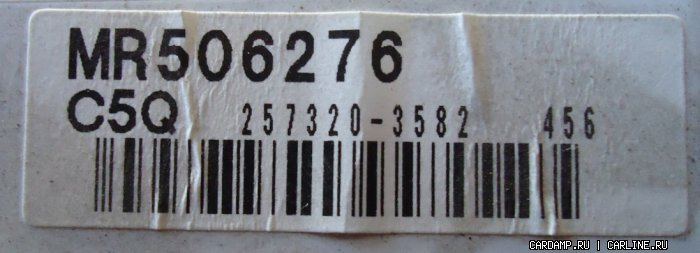 MR506276
C5Q 257320-3582 456
CARDAMP.RU | CARLINE.RU